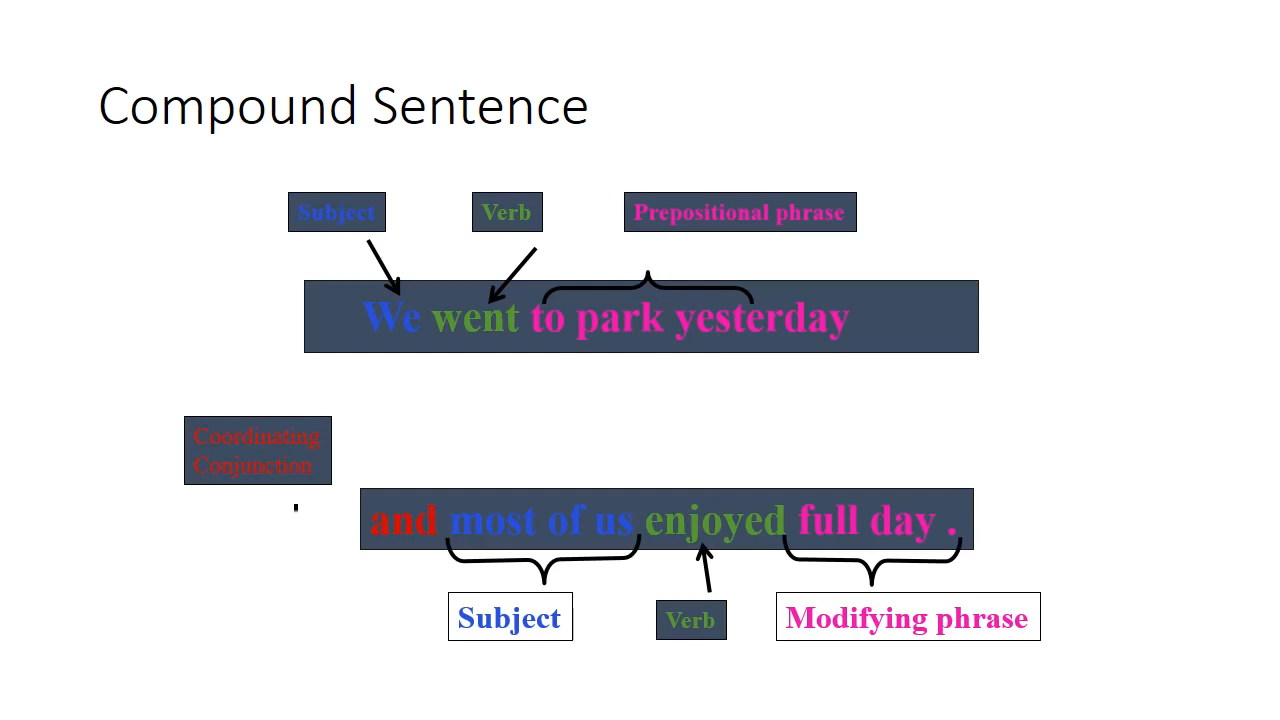 Compound Sentence
Subject
Verb
Prepositional phrase
We went to park yesterday
Coordinating
Conjunction
and most of us enjoyed full day .
Subject
Verb
Modifying phrase